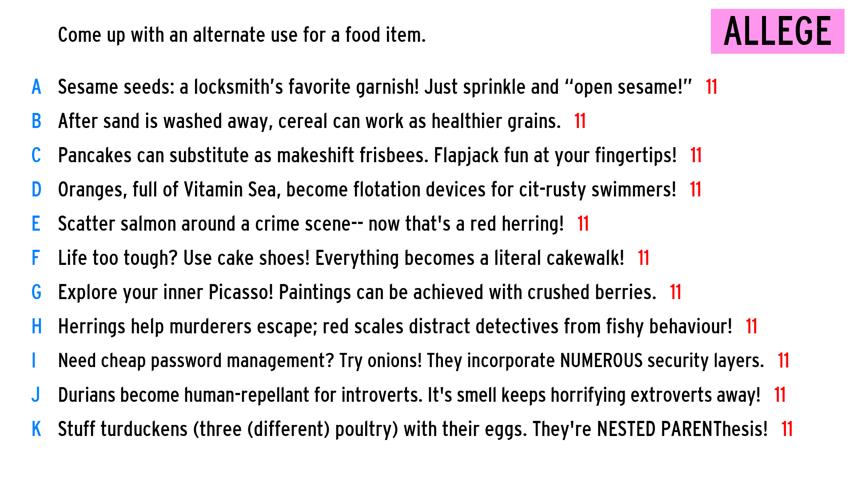 Come up with an alternate use for a food item.
ALLEGE
A Sesame seeds: a locksmith's favorite garnish! Just sprinkle and “open sesame!” 11
B After sand is washed away, cereal can work as healthier grains. 11
C Pancakes can substitute as makeshift frisbees. Flapjack fun at your fingertips! 11
D Oranges, full of Vitamin Sea, become flotation devices for cit-rusty swimmers! 11
E Scatter salmon around a crime scene-- now that's a red herring! 11
F Life too tough? Use cake shoes! Everything becomes a literal cakewalk! 11
G Explore your inner Picasso! Paintings can be achieved with crushed berries. 11
H Herrings help murderers escape; red scales distract detectives from fishy behaviour! 11
I Need cheap password management? Try onions! They incorporate NUMEROUS security layers. 11
J Durians become human-repellant for introverts. It's smell keeps horrifying extroverts away! 11
K Stuff turduckens (three (different) poultry) with their eggs. They're NESTED PARENThesis! 11